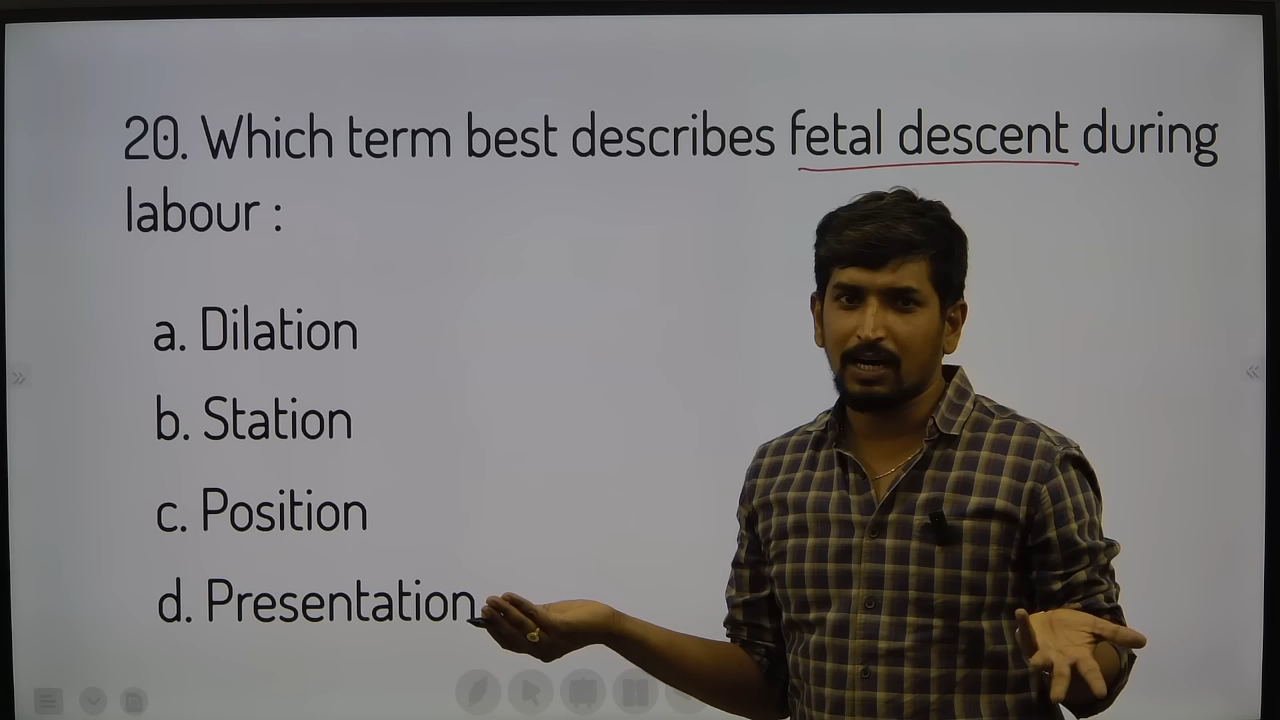 20. Which term best describes fetal descent during
labour :
a. Dilation
b. Station
c. Position
d. Presentation